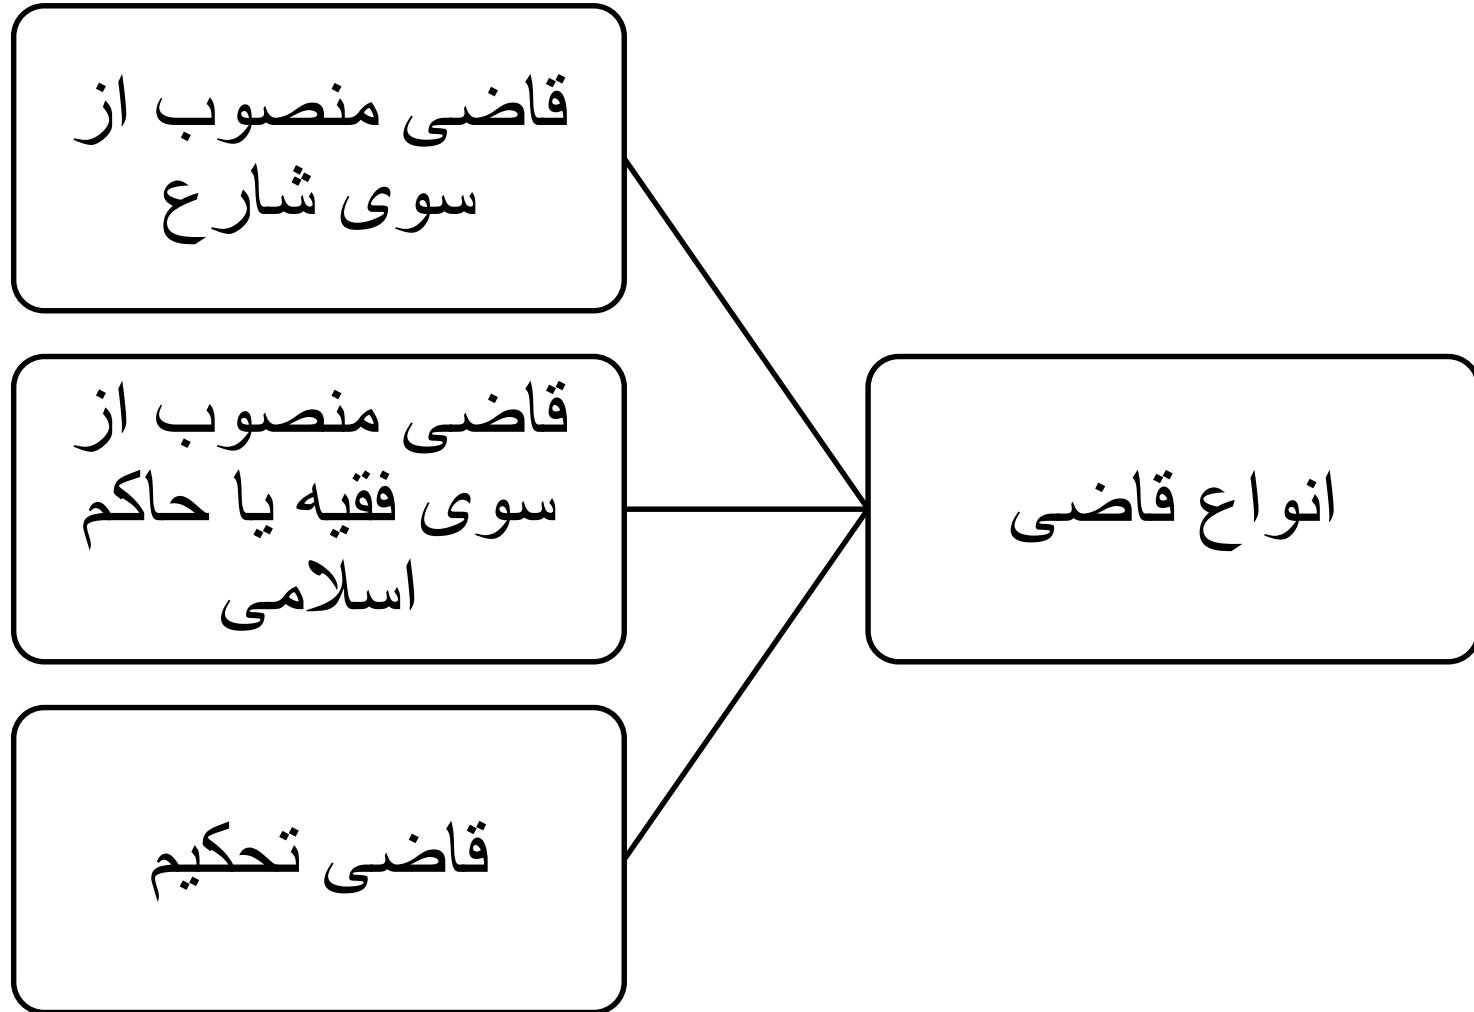 انواع قاضی
قاضی منصوب از
سوی شارع
قاضی منصوب از
سوی فقیه یا حاکم
اسلامی
قاضی تحکیم